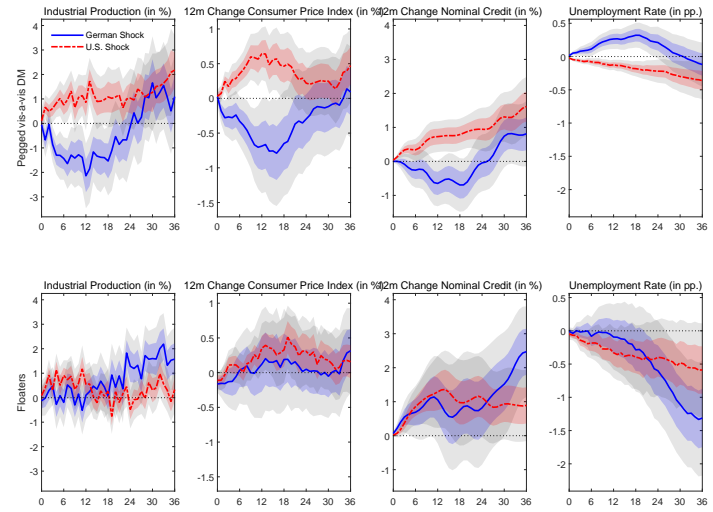 Industrial Production (in %)
12m Change Consumer Price Index (in %)
12m Change Nominal Credit (in %)
Unemployment Rate (in pp.)
Pegged vis-a-vis DM
German Shock
U.S. Shock
4
3
2
1
0
-1
-2
-3
0 6 12 18 24 30 36
1
0.5
0
-0.5
-1
-1.5
0 6 12 18 24 30 36
4
3
2
1
0
-1
0 6 12 18 24 30 36
0.5
0
-0.5
-1
-1.5
-2
0 6 12 18 24 30 36
Industrial Production (in %)
12m Change Consumer Price Index (in %)
12m Change Nominal Credit (in %)
Unemployment Rate (in pp.)
Floaters
4
3
2
1
0
-1
-2
-3
0 6 12 18 24 30 36
1
0.5
0
-0.5
-1
-1.5
0 6 12 18 24 30 36
4
3
2
1
0
-1
0 6 12 18 24 30 36
0.5
0
-0.5
-1
-1.5
-2
0 6 12 18 24 30 36